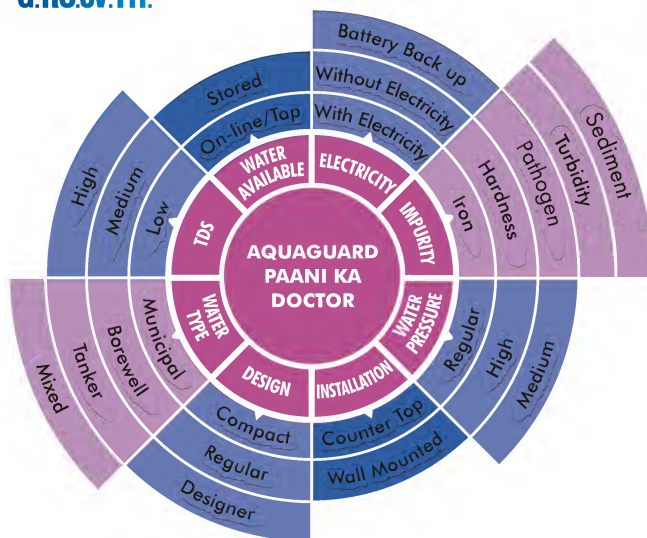 Battery Back up
Without Electricity
With Electricity
Stored
On-line/Tap
High
Medium
Low
Sediment
Turbidity
Pathogen
Hardness
Iron
WATER
AVAILABLE
ELECTRICITY
IMPURITY
TDS
AQUAGUARD
PAANI KA
DOCTOR
WATER
TYPE
WATER
PRESSURE
DESIGN
INSTALLATION
Municipal
Borewell
Tanker
Mixed
Regular
High
Medium
Compact
Regular
Designer
Counter Top
Wall Mounted